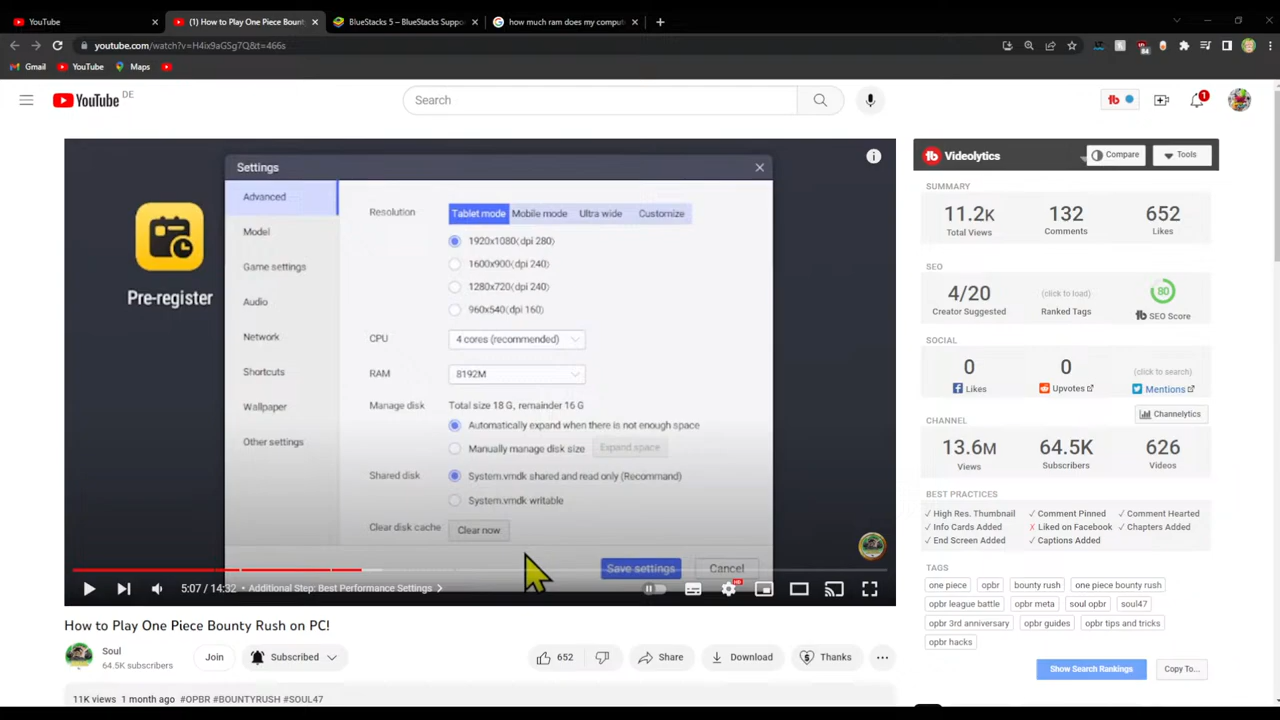 YouTube
(1) How to Play One Piece Bount
BlueStacks 5 – BlueStacks Suppo
how much ram does my comput
youtube.com/watch?v=H4ix9aGSg7Q&t=466s
Gmail
YouTube
Maps
YouTube DE
Search
1
Settings
Advanced
Model
Game settings
Audio
Network
Shortcuts
Wallpaper
Other settings
Pre-register
Resolution
Tablet mode Mobile mode Ultra wide Customize
1920x1080(dpi 280)
1600x900(dpi 240)
1280x720(dpi 240)
960x540(dpi 160)
CPU 4 cores (recommended)
RAM 8192M
Manage disk Total size 18 G, remainder 16 G
Automatically expand when there is not enough space
Manually manage disk size Expand space
Shared disk System.vmdk shared and read only (Recommand)
System.vmdk writable
Clear disk cache Clear now
Save settings Cancel
5:07 / 14:32 • Additional Step: Best Performance Settings
HD
How to Play One Piece Bounty Rush on PC!
Soul
64.5K subscribers
Join
Subscribed
652
Share
Download
Thanks
11K views 1 month ago #OPBR #BOUNTYRUSH #SOUL47
tb Videolytics Compare Tools
SUMMARY
11.2K 132 652
Total Views Comments Likes
SEO
4/20 (click to load) 80
Creator Suggested Ranked Tags tb SEO Score
SOCIAL
0 0 (click to search)
Likes Upvotes Mentions
CHANNEL Channelytics
13.6M 64.5K 626
Views Subscribers Videos
BEST PRACTICES
✓ High Res. Thumbnail ✓ Comment Pinned ✓ Comment Hearted
✓ Info Cards Added X Liked on Facebook ✓ Chapters Added
✓ End Screen Added ✓ Captions Added
TAGS
one piece opbr bounty rush one piece bounty rush
opbr league battle opbr meta soul opbr soul47
opbr 3rd anniversary opbr guides opbr tips and tricks
opbr hacks
Show Search Rankings Copy To...